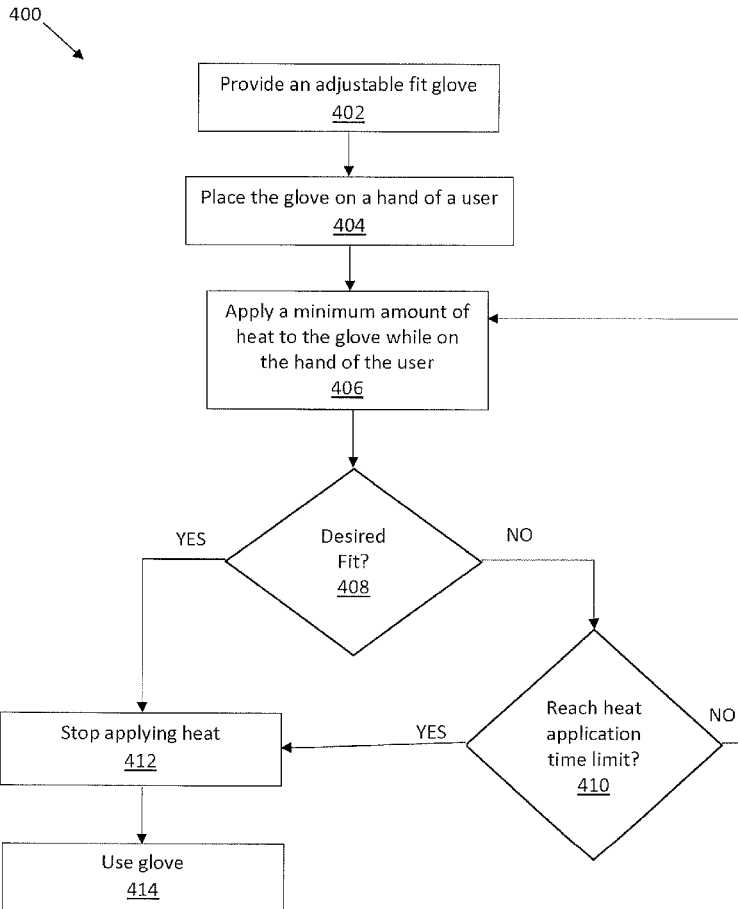 400
Provide an adjustable fit glove
402
Place the glove on a hand of a user
404
Apply a minimum amount of
heat to the glove while on
the hand of the user
406
YES
Desired
Fit?
408
NO
Stop applying heat
412
YES
Reach heat
application
time limit?
410
NO
Use glove
414